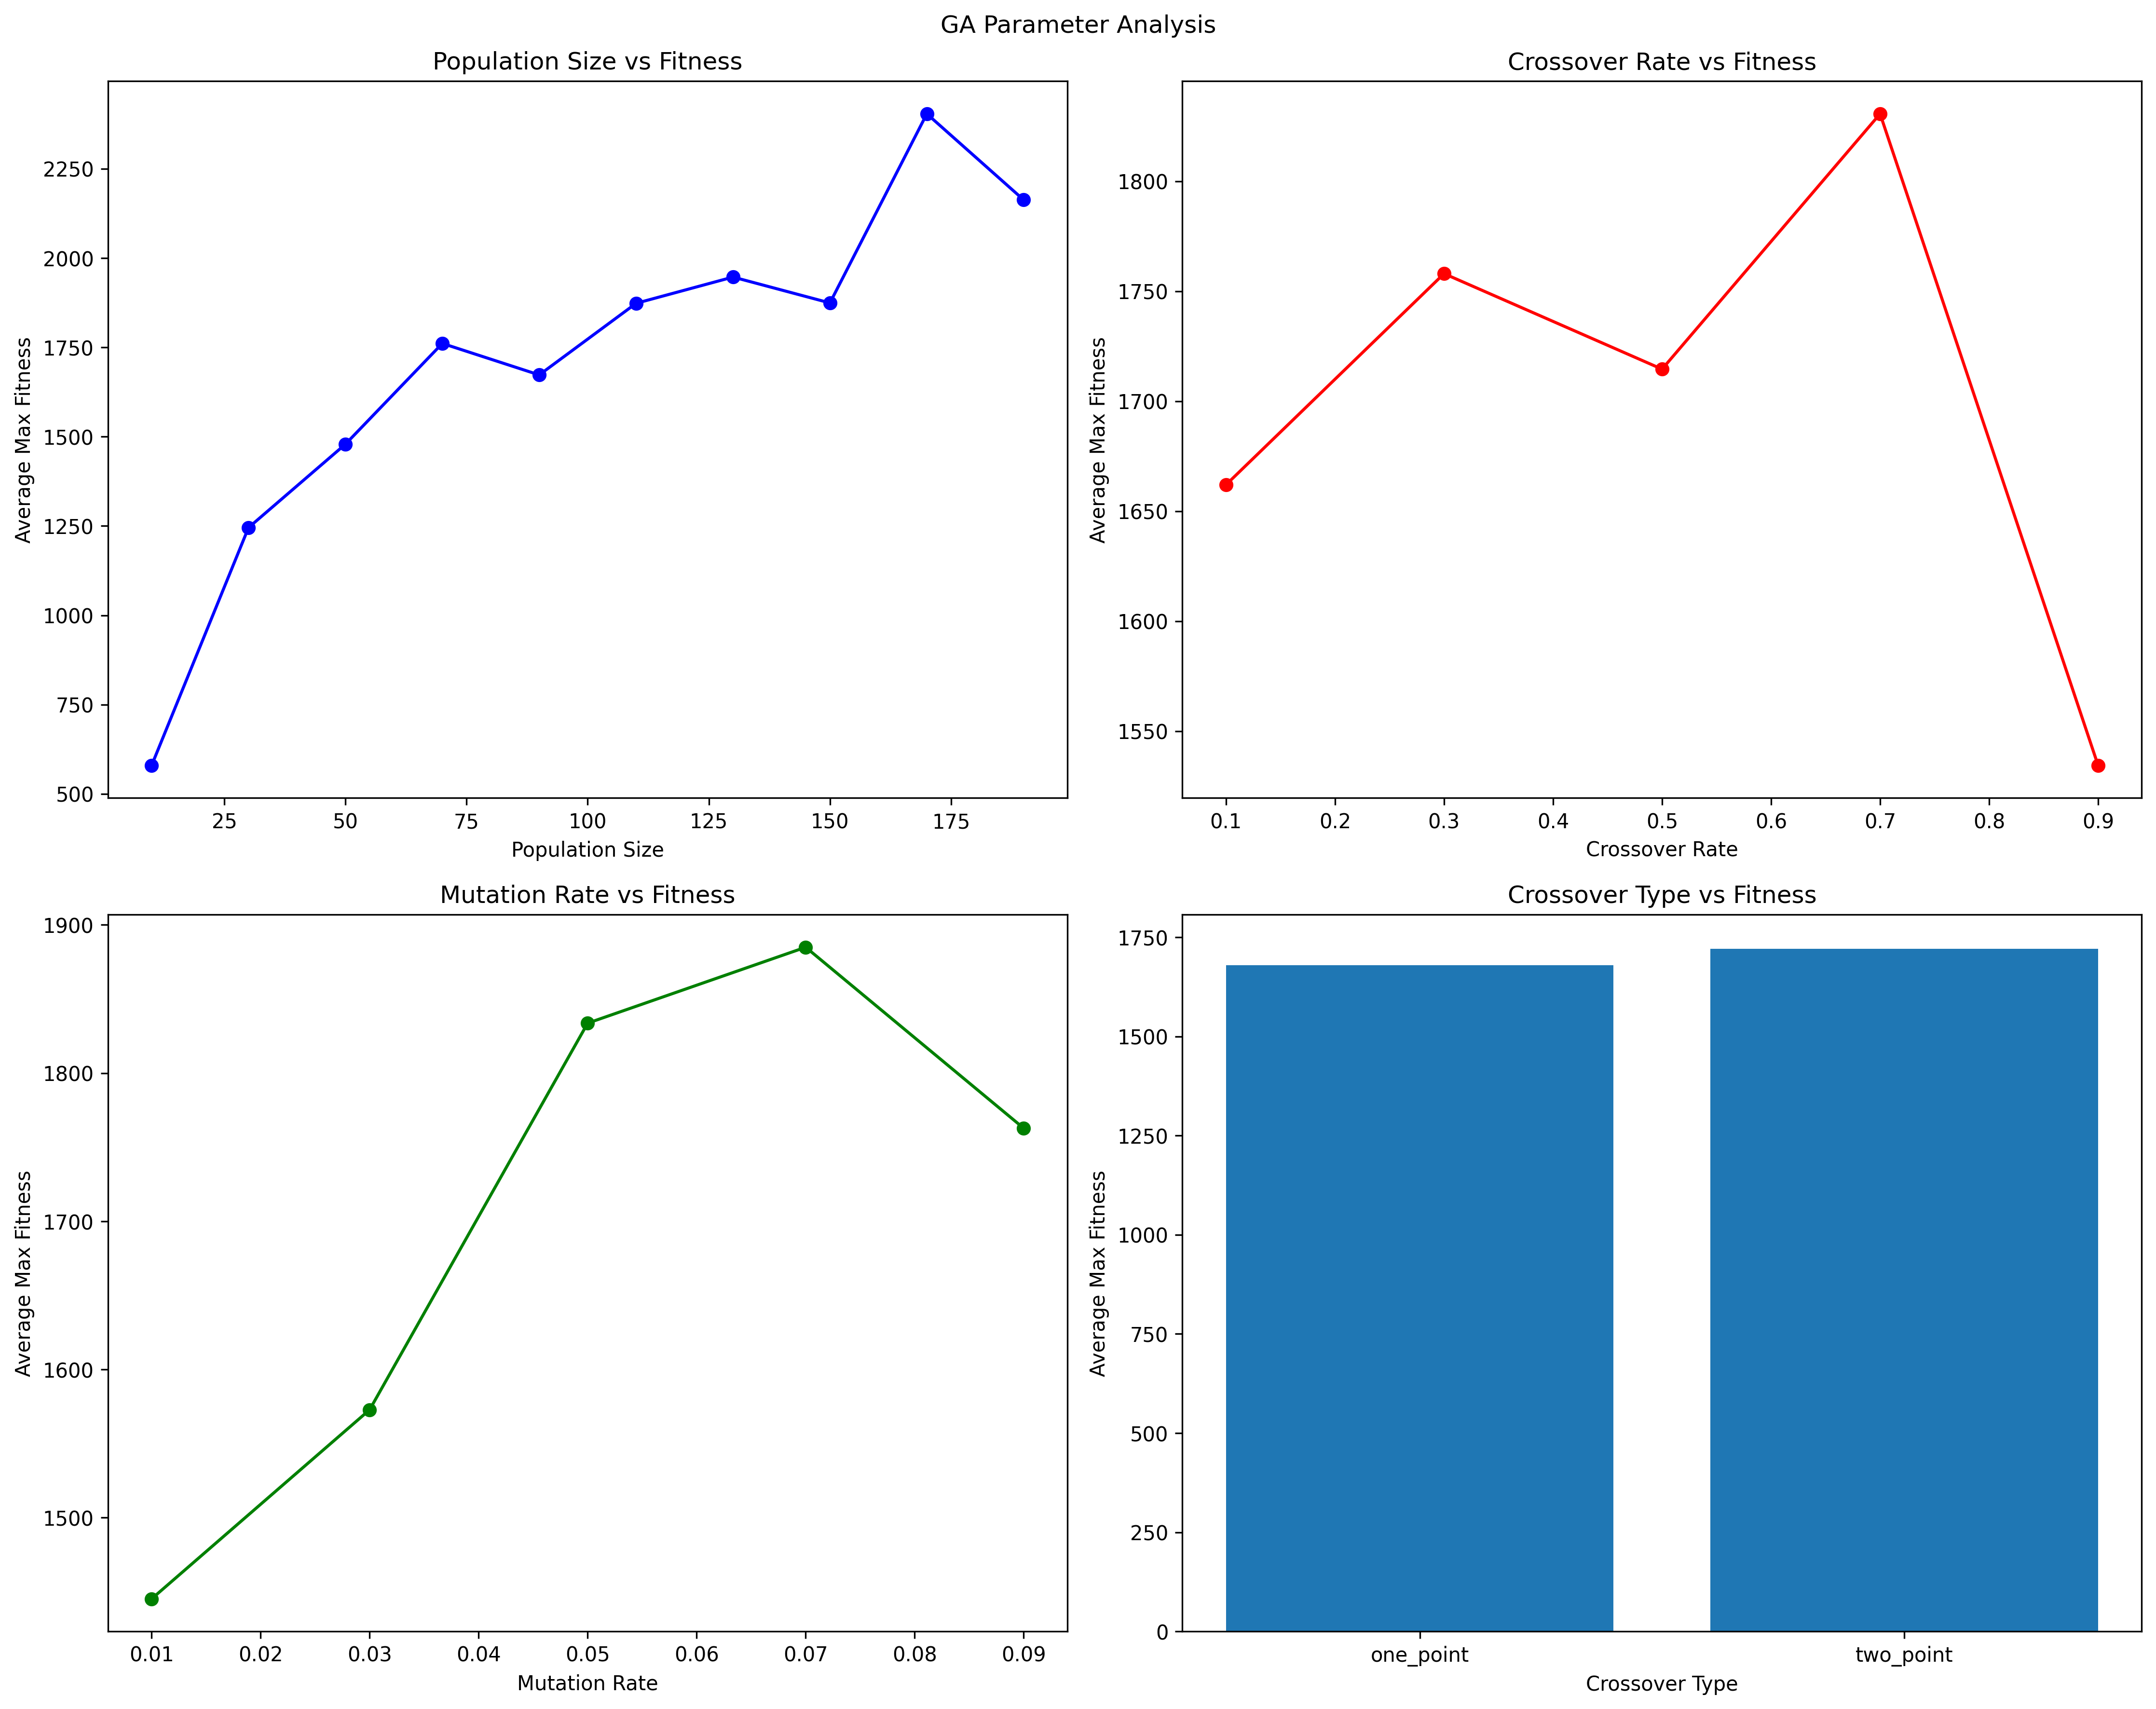 GA Parameter Analysis
Population Size vs Fitness
Average Max Fitness
2250
2000
1750
1500
1250
1000
750
500
25 50 75 100 125 150 175
Population Size
Crossover Rate vs Fitness
Average Max Fitness
1800
1750
1700
1650
1600
1550
0.1 0.2 0.3 0.4 0.5 0.6 0.7 0.8 0.9
Crossover Rate
Mutation Rate vs Fitness
Average Max Fitness
1900
1800
1700
1600
1500
0.01 0.02 0.03 0.04 0.05 0.06 0.07 0.08 0.09
Mutation Rate
Crossover Type vs Fitness
Average Max Fitness
1750
1500
1250
1000
750
500
250
0
one_point two_point
Crossover Type